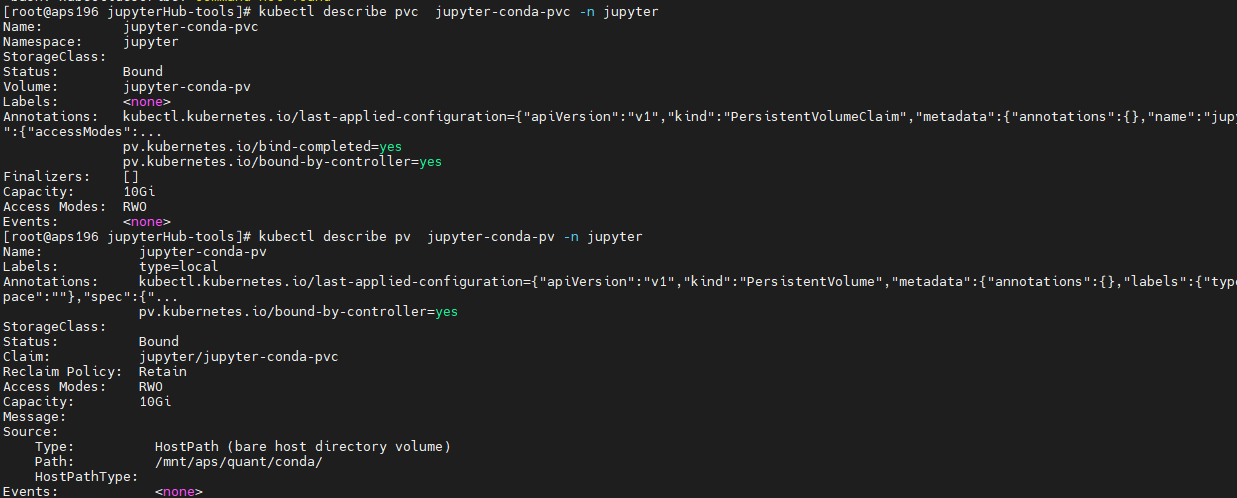 [root@aps196 jupyterHub-tools]# kubectl describe pvc  jupyter-conda-pvc -n jupyter
Name:          jupyter-conda-pvc
Namespace:     jupyter
StorageClass:
Status:        Bound
Volume:        jupyter-conda-pv
Labels:        <none>
Annotations:   kubectl.kubernetes.io/last-applied-configuration={"apiVersion":"v1","kind":"PersistentVolumeClaim","metadata":{"annotations":{},"name":"jupy
":{"accessModes":...
               pv.kubernetes.io/bind-completed=yes
               pv.kubernetes.io/bound-by-controller=yes
Finalizers:    []
Capacity:      10Gi
Access Modes:  RWO
Events:        <none>
[root@aps196 jupyterHub-tools]# kubectl describe pv  jupyter-conda-pv -n jupyter
Name:            jupyter-conda-pv
Labels:          type=local
Annotations:     kubectl.kubernetes.io/last-applied-configuration={"apiVersion":"v1","kind":"PersistentVolume","metadata":{"annotations":{},"labels":{"type
pace":""},"spec":{"...
                 pv.kubernetes.io/bound-by-controller=yes
StorageClass:
Status:          Bound
Claim:           jupyter/jupyter-conda-pvc
Reclaim Policy:  Retain
Access Modes:    RWO
Capacity:        10Gi
Message:
Source:
    Type:          HostPath (bare host directory volume)
    Path:          /mnt/aps/quant/conda/
    HostPathType:
Events:            <none>